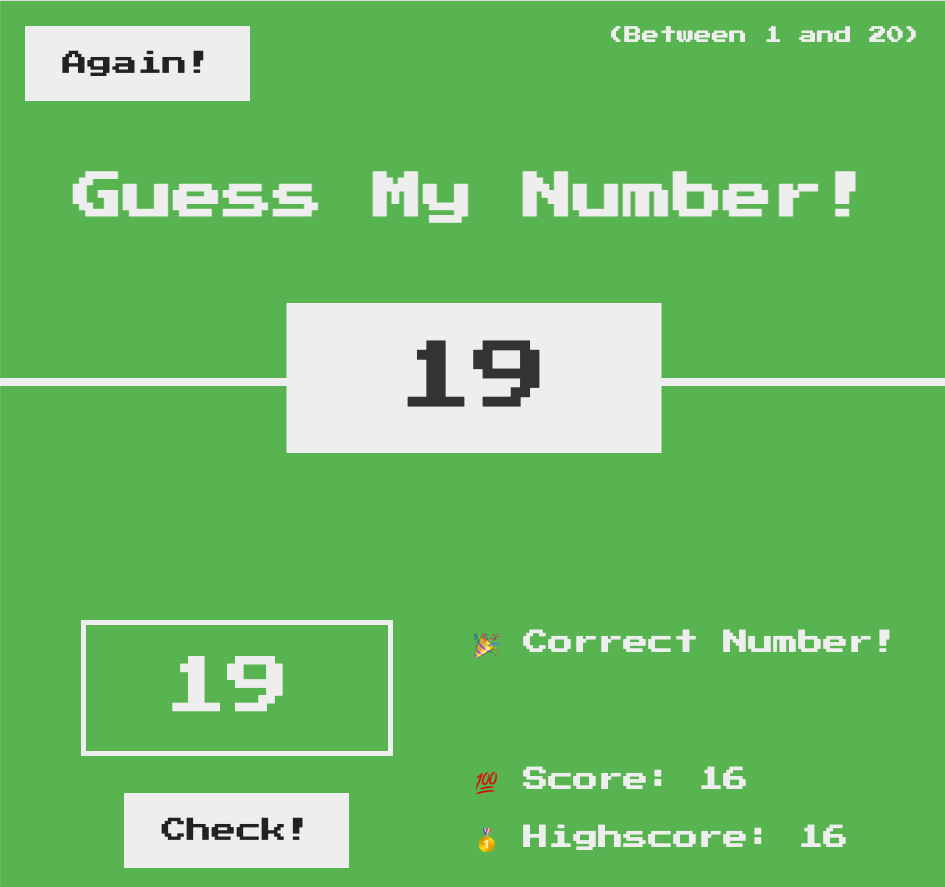 Again!
(Between 1 and 20)
Guess My Number!
19
19
🎉 Correct Number!
Check!
💯 Score: 16
🥇 Highscore: 16